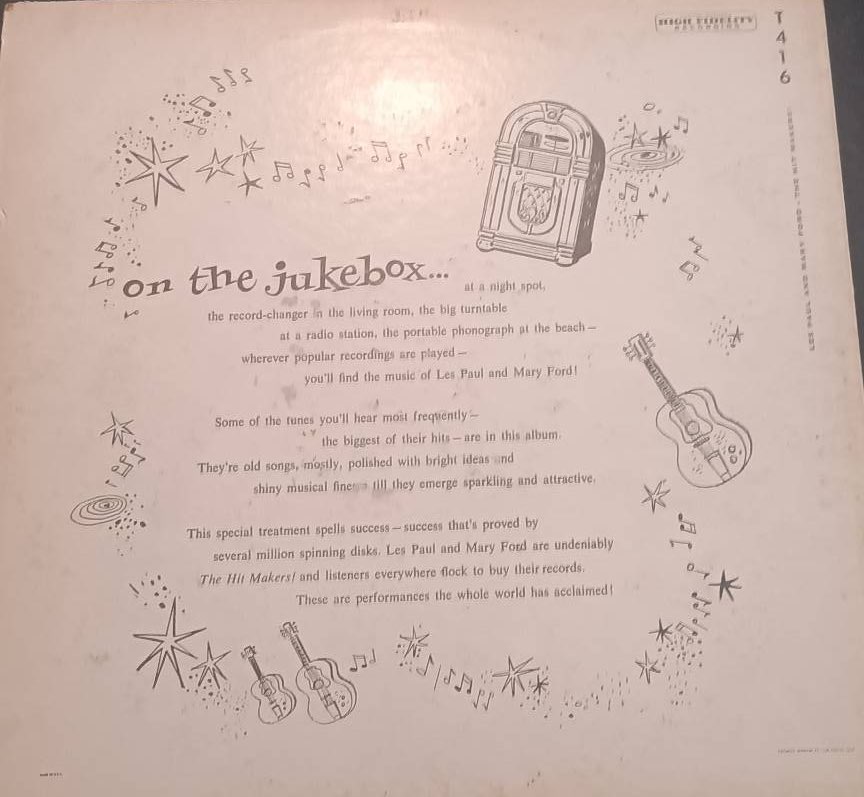 HIGH FIDELITY
RECORDING
T
4
1
6
on the jukebox...
at a night spot,
the record-changer in the living room, the big turntable
at a radio station, the portable phonograph at the beach —
wherever popular recordings are played —
you'll find the music of Les Paul and Mary Ford!
Some of the tunes you'll hear most frequently —
the biggest of their hits — are in this album.
They're old songs, mostly, polished with bright ideas and
shiny musical finesse till they emerge sparkling and attractive.
This special treatment spells success — success that's proved by
several million spinning disks. Les Paul and Mary Ford are undeniably
The Hit Makers! and listeners everywhere flock to buy their records.
These are performances the whole world has acclaimed!
LES PAUL AND MARY FORD